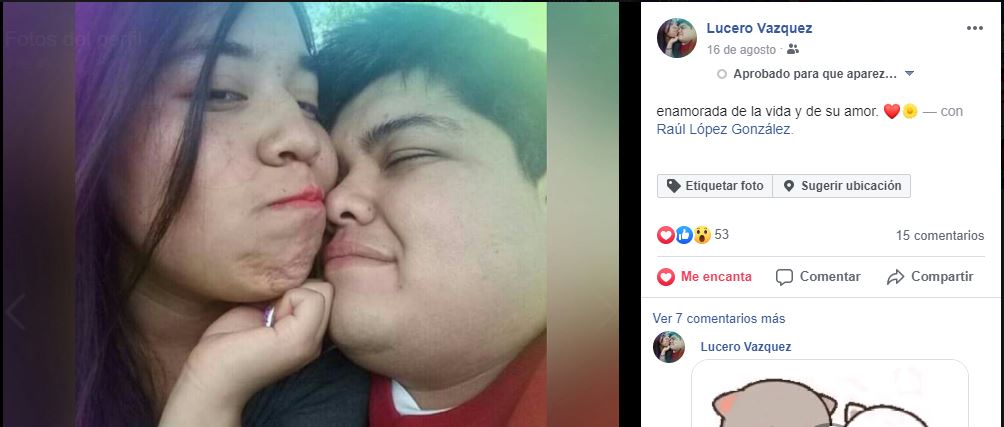 Fotos del perfil
Lucero Vazquez
16 de agosto ·
Aprobado para que aparez...
enamorada de la vida y de su amor. ❤️🌼 — con
Raúl López González.
Etiquetar foto
Sugerir ubicación
53
15 comentarios
Me encanta
Comentar
Compartir
Ver 7 comentarios más
Lucero Vazquez